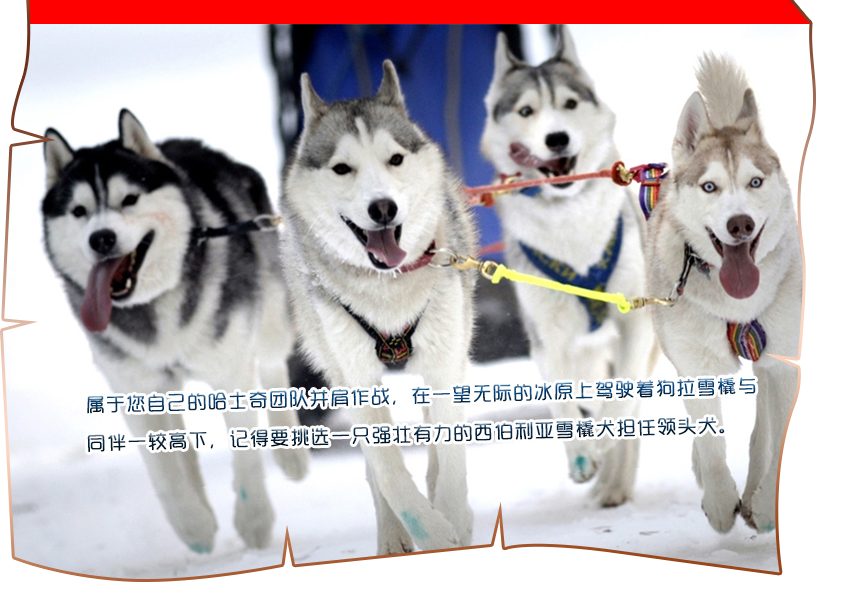 属于您自己的哈士奇团队并肩作战，在一望无际的冰原上驾驶着狗拉雪橇与
同伴一较高下，记得要挑选一只强壮有力的西伯利亚雪橇犬担任领头犬。